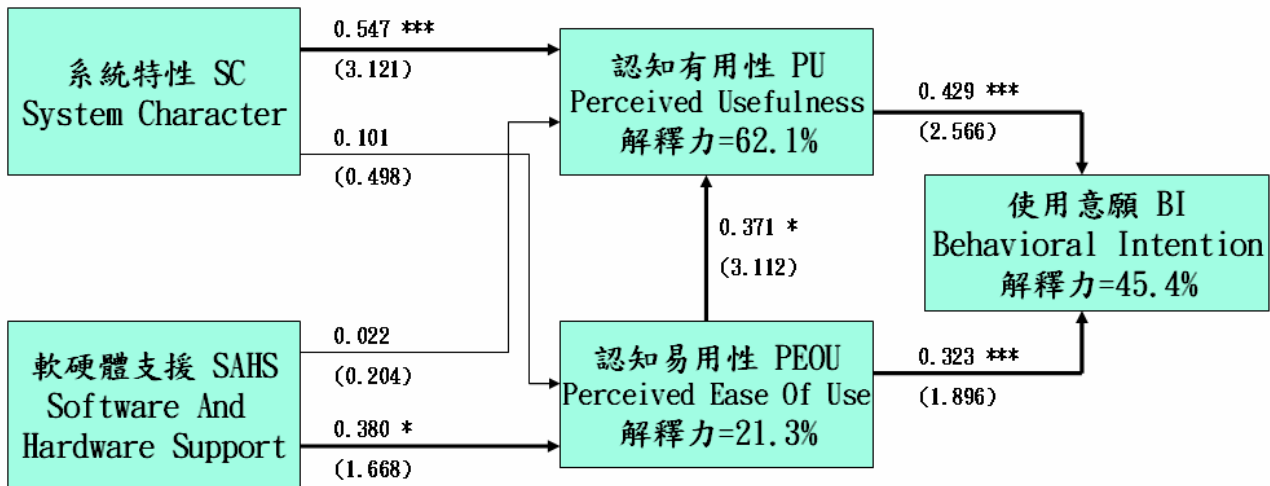 系統特性 SC
System Character
0.547 ***
(3.121)
0.101
(0.498)
認知有用性 PU
Perceived Usefulness
解釋力=62.1%
0.429 ***
(2.566)
0.371 *
(3.112)
使用意願 BI
Behavioral Intention
解釋力=45.4%
軟硬體支援 SAHS
Software And
Hardware Support
0.022
(0.204)
0.380 *
(1.668)
認知易用性 PEOU
Perceived Ease Of Use
解釋力=21.3%
0.323 ***
(1.896)